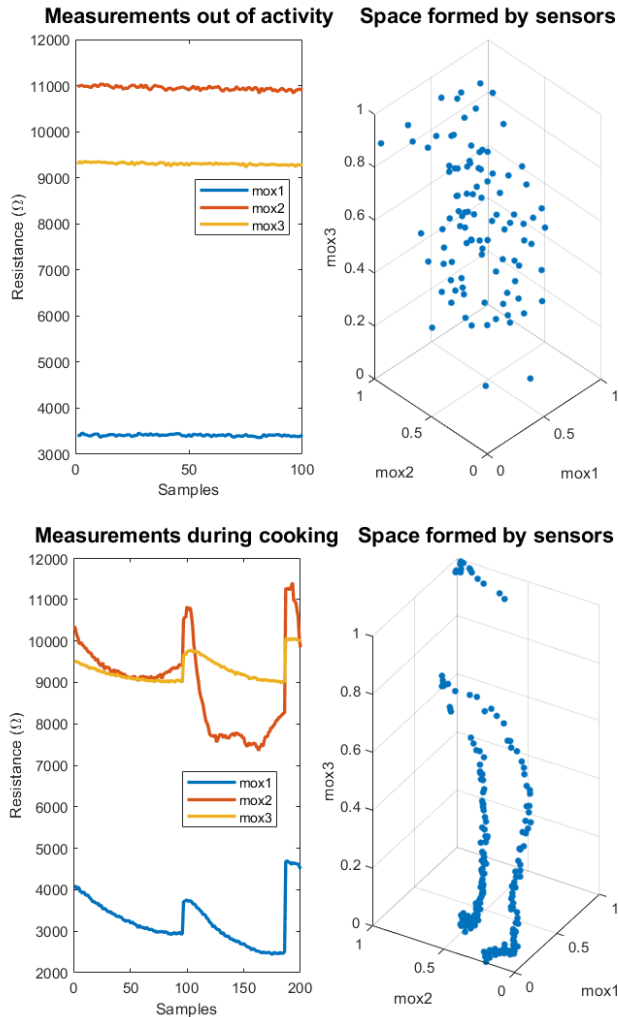 Measurements out of activity
12000
11000
10000
9000
8000
7000
6000
5000
4000
3000
Resistance (Ω)
mox1
mox2
mox3
0 50 100
Samples
Space formed by sensors
1
0.8
0.6
0.4
0.2
0
mox3
1 0.5 0
mox2
0 0.5 1
mox1
Measurements during cooking
12000
11000
10000
9000
8000
7000
6000
5000
4000
3000
2000
Resistance (Ω)
mox1
mox2
mox3
0 50 100 150 200
Samples
Space formed by sensors
1
0.8
0.6
0.4
0.2
0
mox3
1 0.5 0
mox2
0 0.5 1
mox1